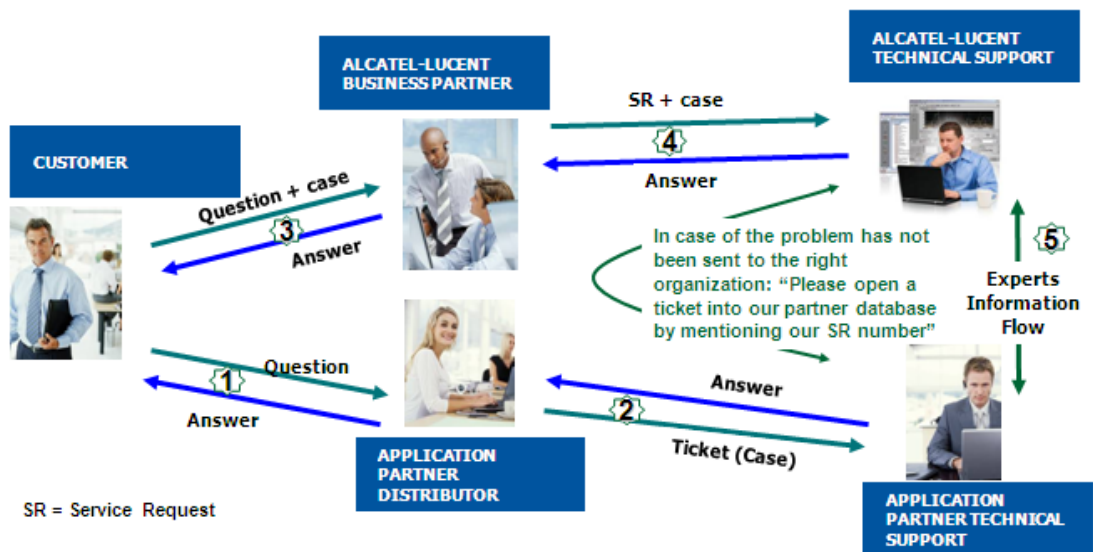 ALCATEL-LUCENT
BUSINESS PARTNER
ALCATEL-LUCENT
TECHNICAL SUPPORT
CUSTOMER
SR + case
4
Answer
Question + case
3
Answer
In case of the problem has not
been sent to the right
organization: “Please open a
ticket into our partner database
by mentioning our SR number”
5
Experts
Information
Flow
Question
1
Answer
Answer
2
Ticket (Case)
APPLICATION
PARTNER
DISTRIBUTOR
APPLICATION
PARTNER TECHNICAL
SUPPORT
SR = Service Request